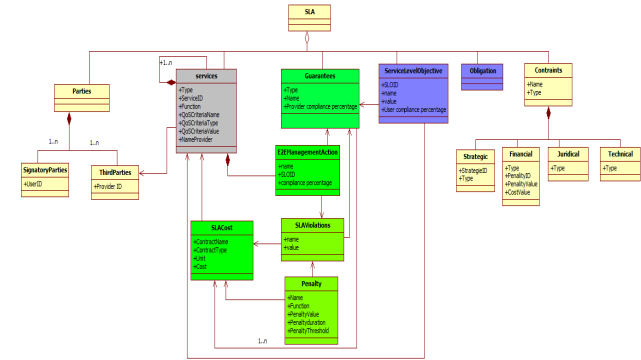 SLA
+1..n
services
+Type
+ServiceID
+Function
+QoSCriteriaName
+QoSCriteriaType
+QoSCriteriaValue
+NameProvider
Guarantees
+Type
+Name
+Provider compliance percentage
ServiceLevelObjective
+SLOID
+name
+value
+User compliance percentage
Obligation
Contraints
+Name
+Type
Parties
1..n
1..n
SignatoryParties
+UserID
ThirdParties
+Provider ID
E2EManagementAction
+name
+SLOID
+compliance percentage
Strategic
+StrategieID
+Type
Financial
+Type
+PenalityID
+PenalityValue
+CostValue
Juridical
+Type
Technical
+Type
SLACost
+ContractName
+ContractType
+Unit
+Cost
SLAViolations
+name
+value
Penalty
+Name
+Function
+PenaltyValue
+Penaltyduration
+PenaltyThreshold
1..n